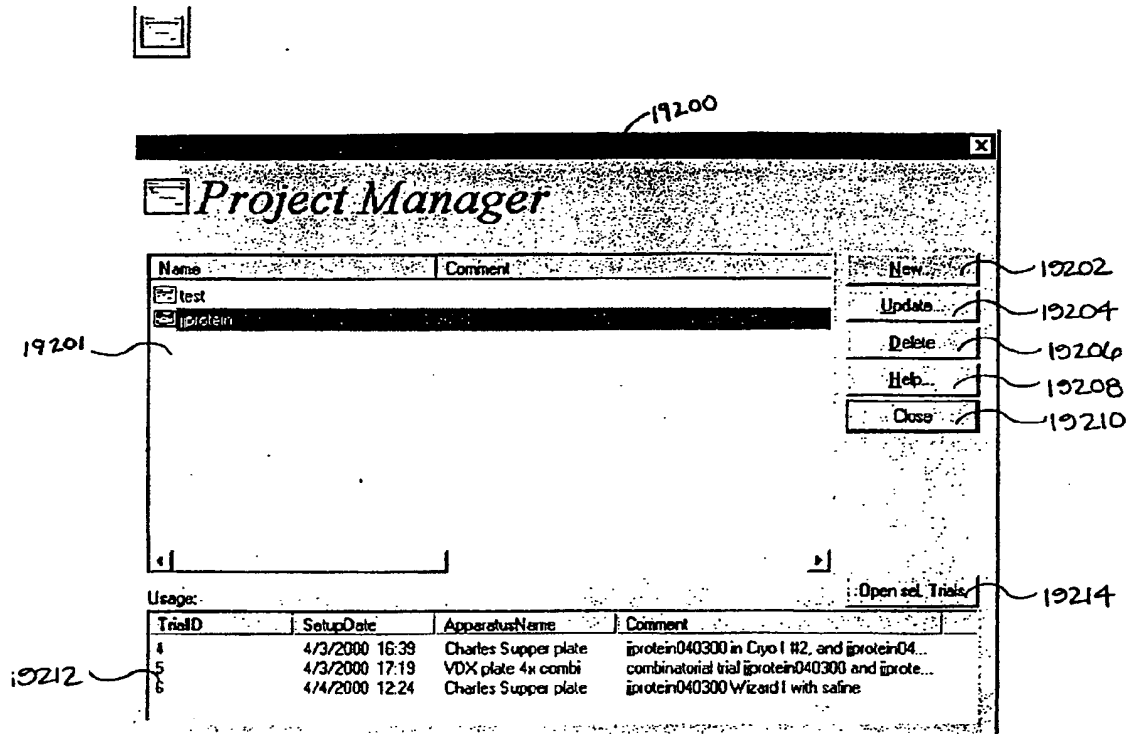 19200
Project Manager
Name Comment
test
jjprotein
New...
Update...
Delete
Help...
Close
19202
19204
19206
19208
19210
19201
Open sel. Trials
19214
Usage:
TrialID SetupDate ApparatusName Comment
4 4/3/2000 16:39 Charles Supper plate jjprotein040300 in Cryo I #2, and jjprotein04...
5 4/3/2000 17:19 VDX plate 4x combi combinatorial trial jjprotein040300 and jjprote...
6 4/4/2000 12:24 Charles Supper plate jjprotein040300 Wizard I with saline
19212